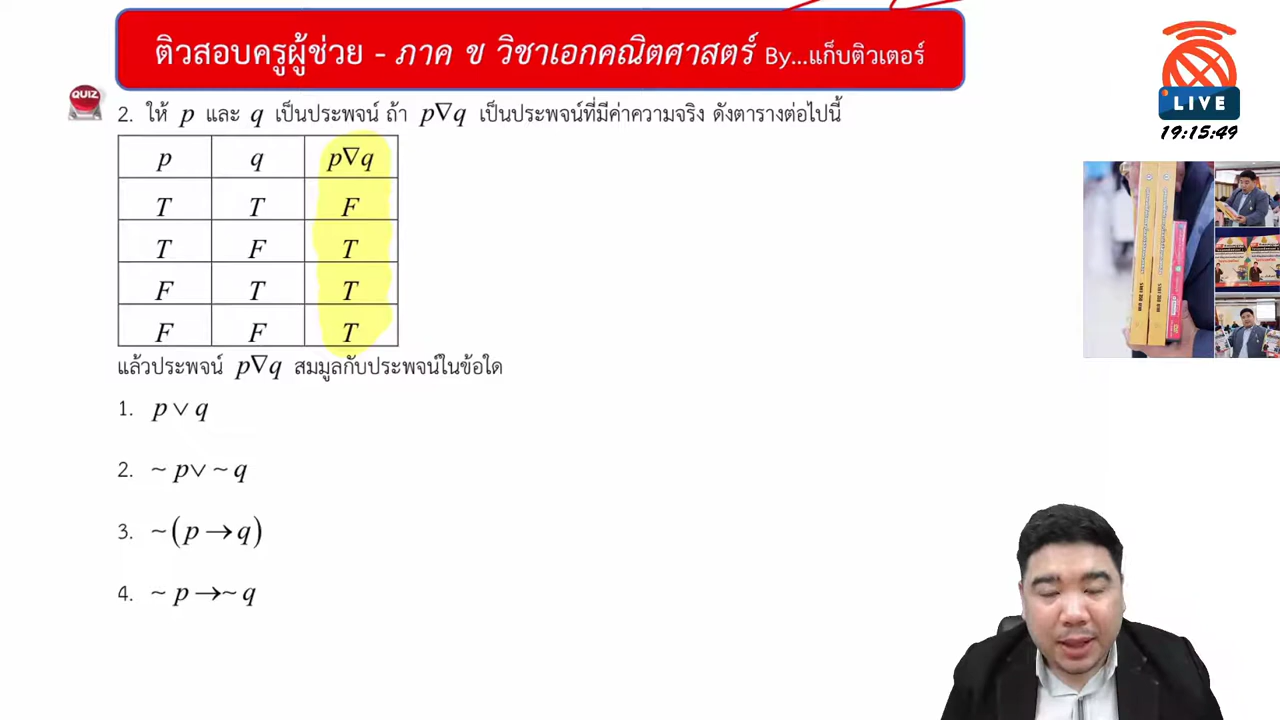 ติวสอบครูผู้ช่วย - ภาค ข วิชาเอกคณิตศาสตร์ By...แก็บติวเตอร์
LIVE
19:15:49
QUIZ
2. ให้ p และ q เป็นประพจน์ ถ้า p∇q เป็นประพจน์ที่มีค่าความจริง ดังตารางต่อไปนี้
p q p∇q
T T F
T F T
F T T
F F T
แล้วประพจน์ p∇q สมมูลกับประพจน์ในข้อใด
1. p ∨ q
2. ~ p ∨ ~ q
3. ~(p → q)
4. ~ p →~ q